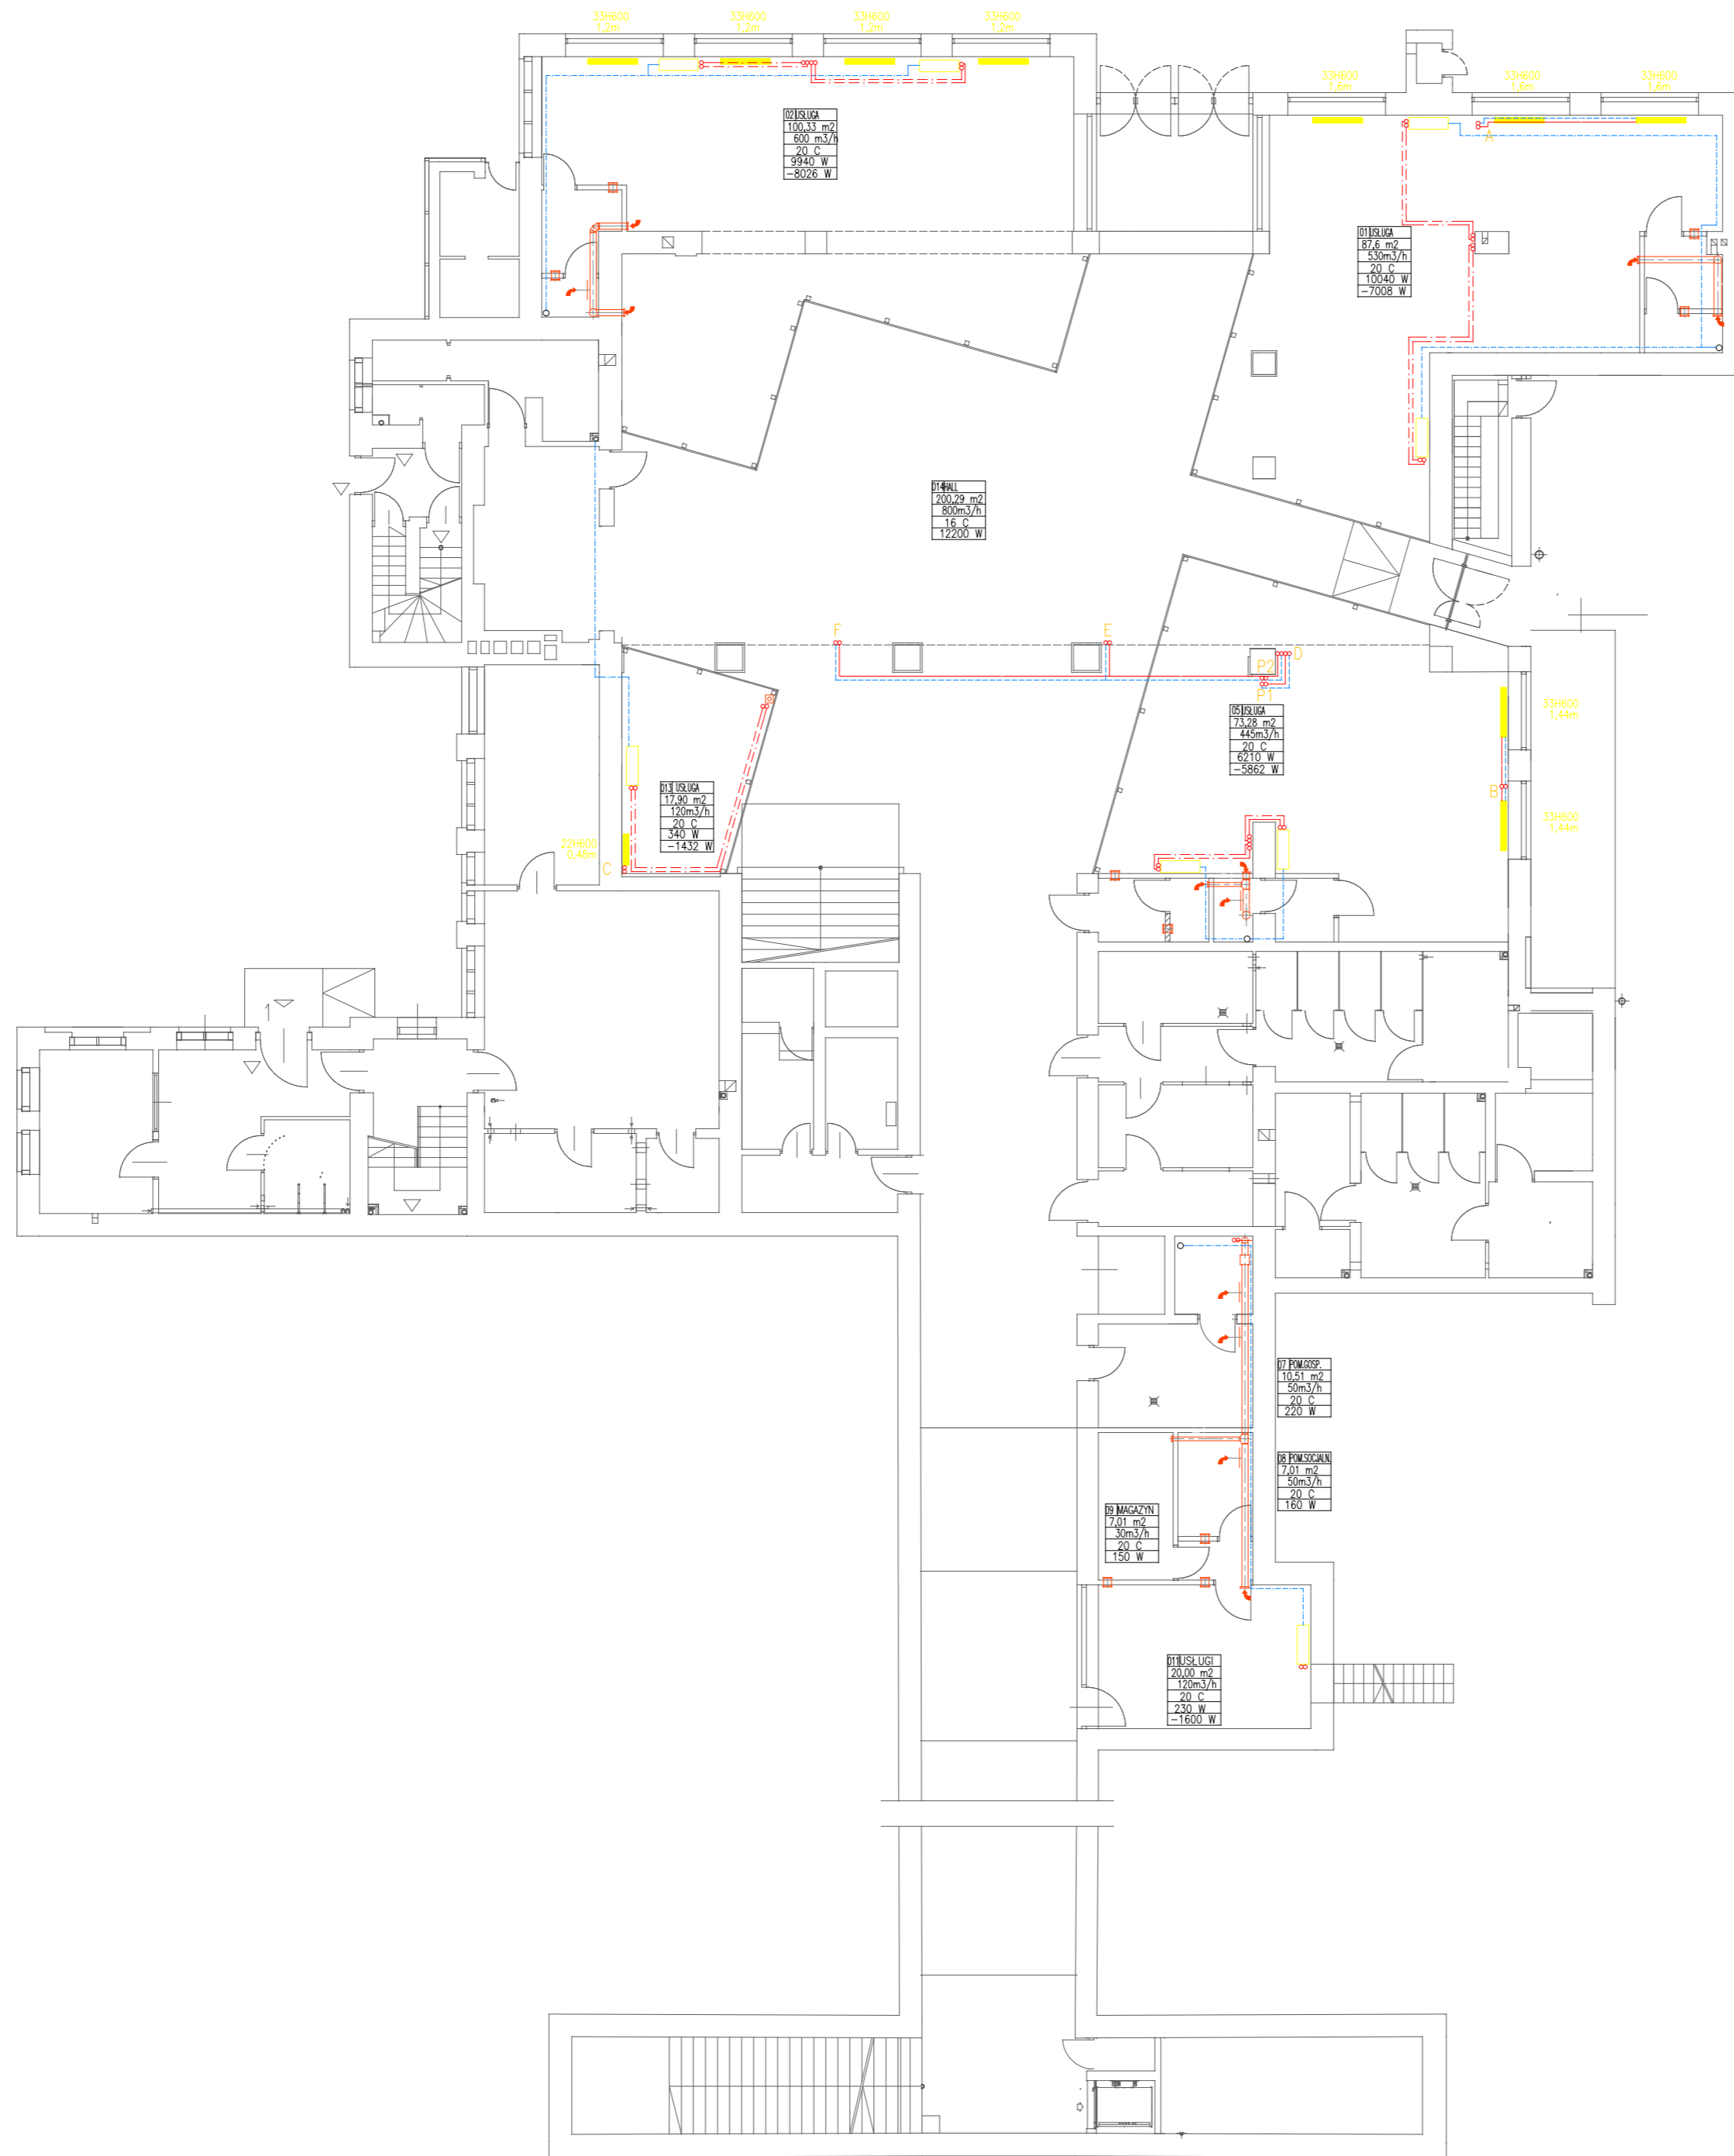 33H600
1,2m
33H600
1,2m
33H600
1,2m
33H600
1,2m
33H600
1,6m
33H600
1,6m
33H600
1,6m
A
02 USŁUGA
100,33 m2
600 m3/h
20 C
9940 W
-8026 W
01 USŁUGA
87,6 m2
530m3/h
20 C
10040 W
-7008 W
014 HALL
200,29 m2
800m3/h
16 C
12200 W
F
E
D
P2
P1
05 USŁUGA
73,28 m2
445m3/h
20 C
6210 W
-5862 W
33H600
1,44m
B
33H600
1,44m
013 USŁUGA
17,90 m2
120m3/h
20 C
340 W
-1432 W
22H600
0,48m
C
07 POM.GOSP.
10,51 m2
50m3/h
20 C
220 W
08 POM.SOCJALN.
7,01 m2
50m3/h
20 C
160 W
09 MAGAZYN
7,01 m2
30m3/h
20 C
150 W
011 USŁUGI
20,00 m2
120m3/h
20 C
230 W
-1600 W